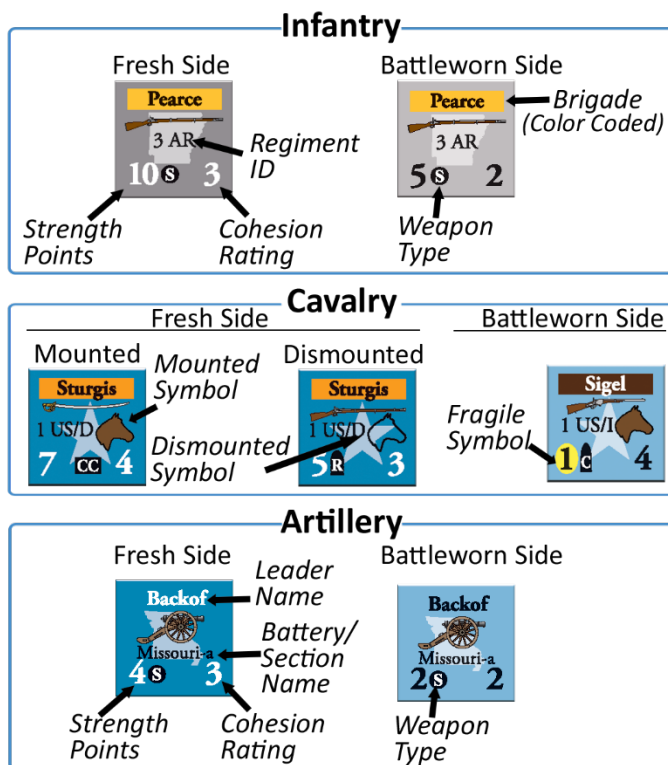 Infantry
Fresh Side
Battleworn Side
Pearce
3 AR
10 S 3
Regiment
ID
Strength
Points
Cohesion
Rating
Pearce
3 AR
5 S 2
Brigade
(Color Coded)
Weapon
Type
Cavalry
Fresh Side
Battleworn Side
Mounted
Mounted
Symbol
Dismounted
Sturgis
1 US/D
7 CC 4
Dismounted
Symbol
Sturgis
1 US/D
5 R 3
Fragile
Symbol
Sigel
1 US/I
1 C 4
Artillery
Fresh Side
Battleworn Side
Backof
Missouri-a
4 S 3
Leader
Name
Battery/
Section
Name
Strength
Points
Cohesion
Rating
Backof
Missouri-a
2 S 2
Weapon
Type